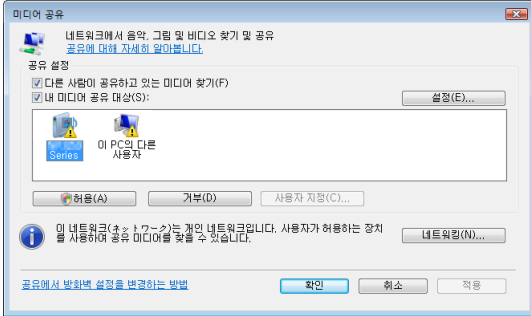 미디어 공유
네트워크에서 음악, 그림 및 비디오 찾기 및 공유
공유에 대해 자세히 알아봅니다.
공유 설정
다른 사람이 공유하고 있는 미디어 찾기(F)
내 미디어 공유 대상(S):
설정(E)...
Series
이 PC의 다른
사용자
허용(A)
거부(D)
사용자 지정(C)...
이 네트워크(ネットワーク)는 개인 네트워크입니다. 사용자가 허용하는 장치
를 사용하여 공유 미디어를 찾을 수 있습니다.
네트워킹(N)...
공유에서 방화벽 설정을 변경하는 방법
확인
취소
적용